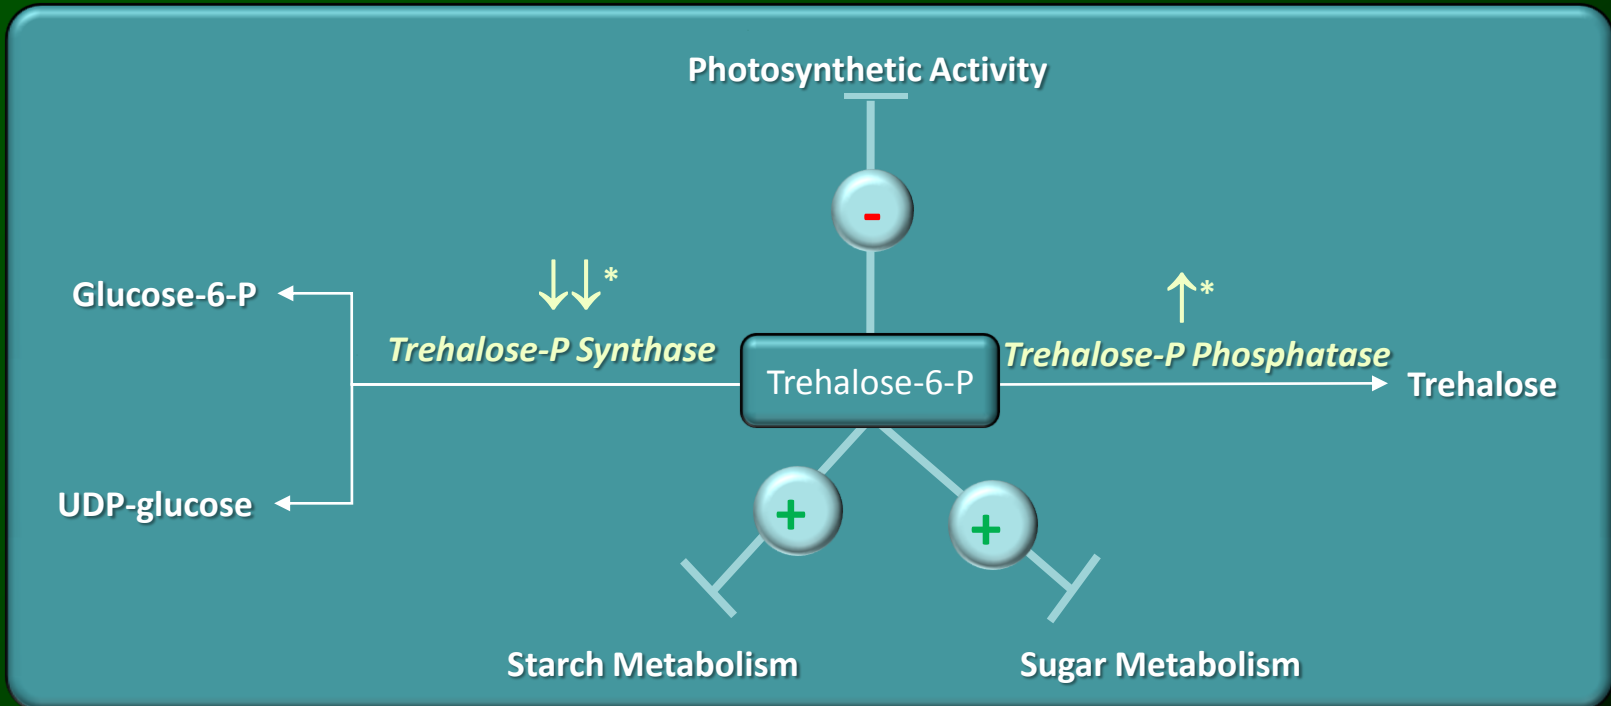 Photosynthetic Activity
-
↓↓*
↑*
Glucose-6-P
Trehalose-P Synthase
Trehalose-6-P
Trehalose-P Phosphatase
Trehalose
UDP-glucose
+
+
Starch Metabolism
Sugar Metabolism